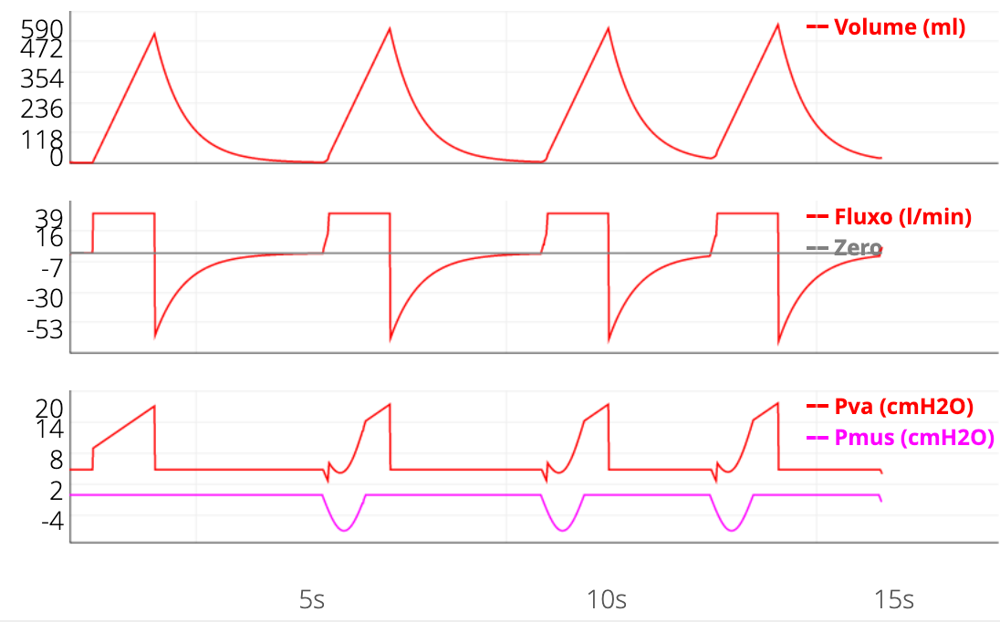 590
472
354
236
118
0
Volume (ml)
39
16
-7
-30
-53
Fluxo (l/min)
Zero
20
14
8
2
-4
Pva (cmH2O)
Pmus (cmH2O)
5s 10s 15s